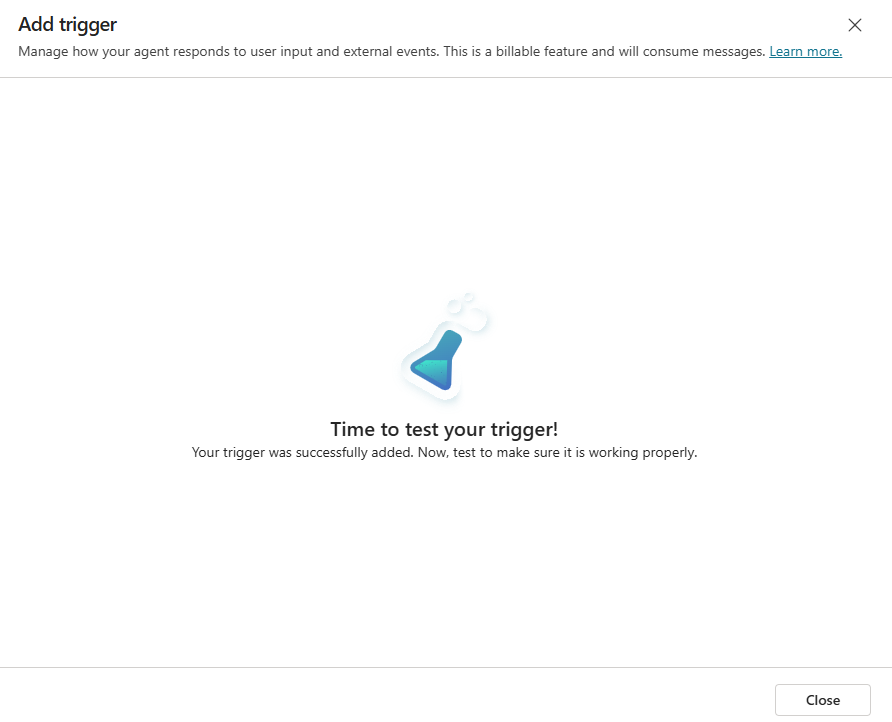 Add trigger
Manage how your agent responds to user input and external events. This is a billable feature and will consume messages. Learn more.
Time to test your trigger!
Your trigger was successfully added. Now, test to make sure it is working properly.
Close